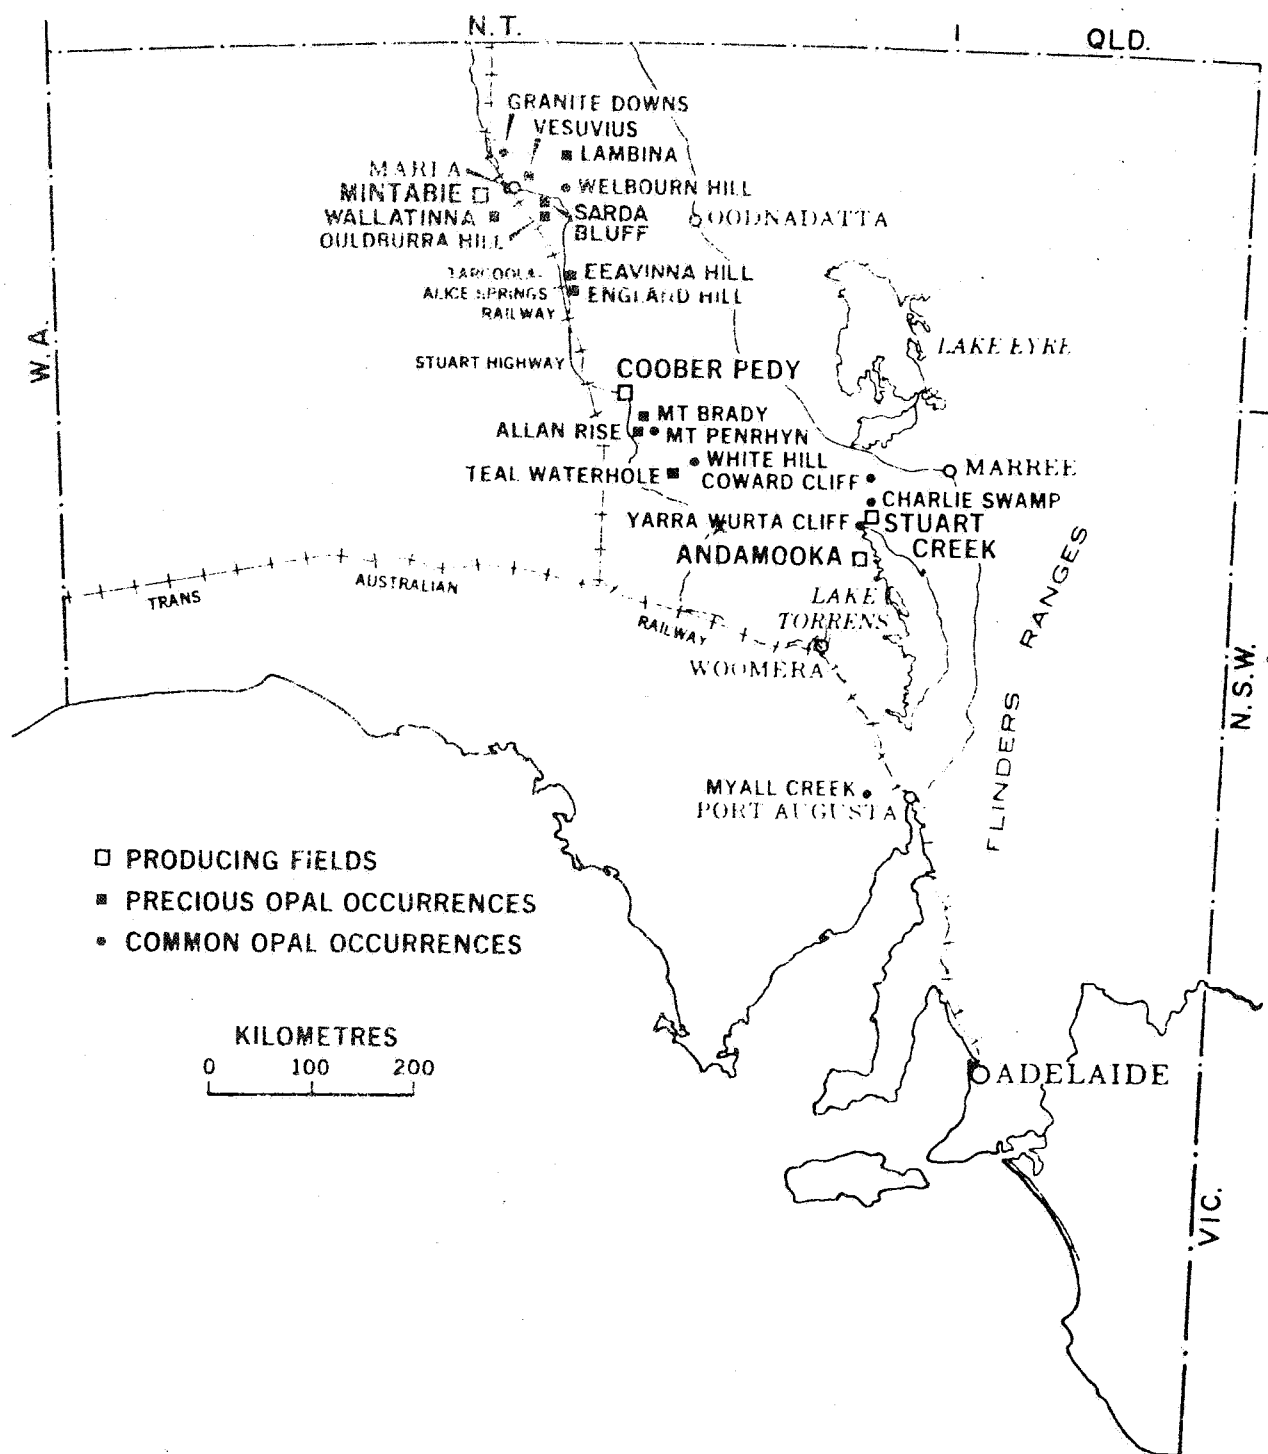 N.T.
QLD.
GRANITE DOWNS
VESUVIUS
LAMBINA
MARLA
MINTABIE
WELBOURN HILL
WALLATINNA
SARDA
BLUFF
OODNADATTA
OULDBURRA HILL
TARCOOLA-
ALICE SPRINGS
RAILWAY
EEAVINNA HILL
ENGLAND HILL
W.A.
LAKE EYRE
STUART HIGHWAY
COOBER PEDY
MT BRADY
ALLAN RISE
MT PENRHYN
WHITE HILL
TEAL WATERHOLE
COWARD CLIFF
MARREE
CHARLIE SWAMP
YARRA WURTA CLIFF
STUART
CREEK
ANDAMOOKA
TRANS
AUSTRALIAN
RAILWAY
LAKE
TORRENS
WOOMERA
FLINDERS RANGES
N.S.W.
MYALL CREEK
PORT AUGUSTA
PRODUCING FIELDS
PRECIOUS OPAL OCCURRENCES
COMMON OPAL OCCURRENCES
KILOMETRES
0 100 200
ADELAIDE
VIC.